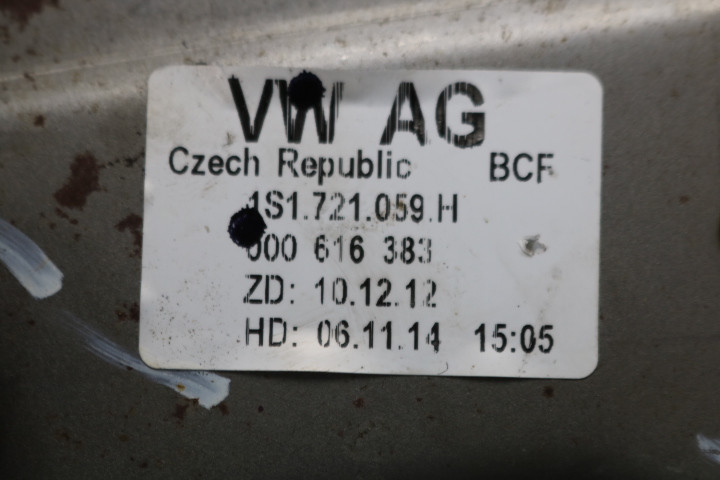 VW AG
Czech Republic BCF
1S1.721.059.H
000 616 383
ZD: 10.12.12
HD: 06.11.14 15:05